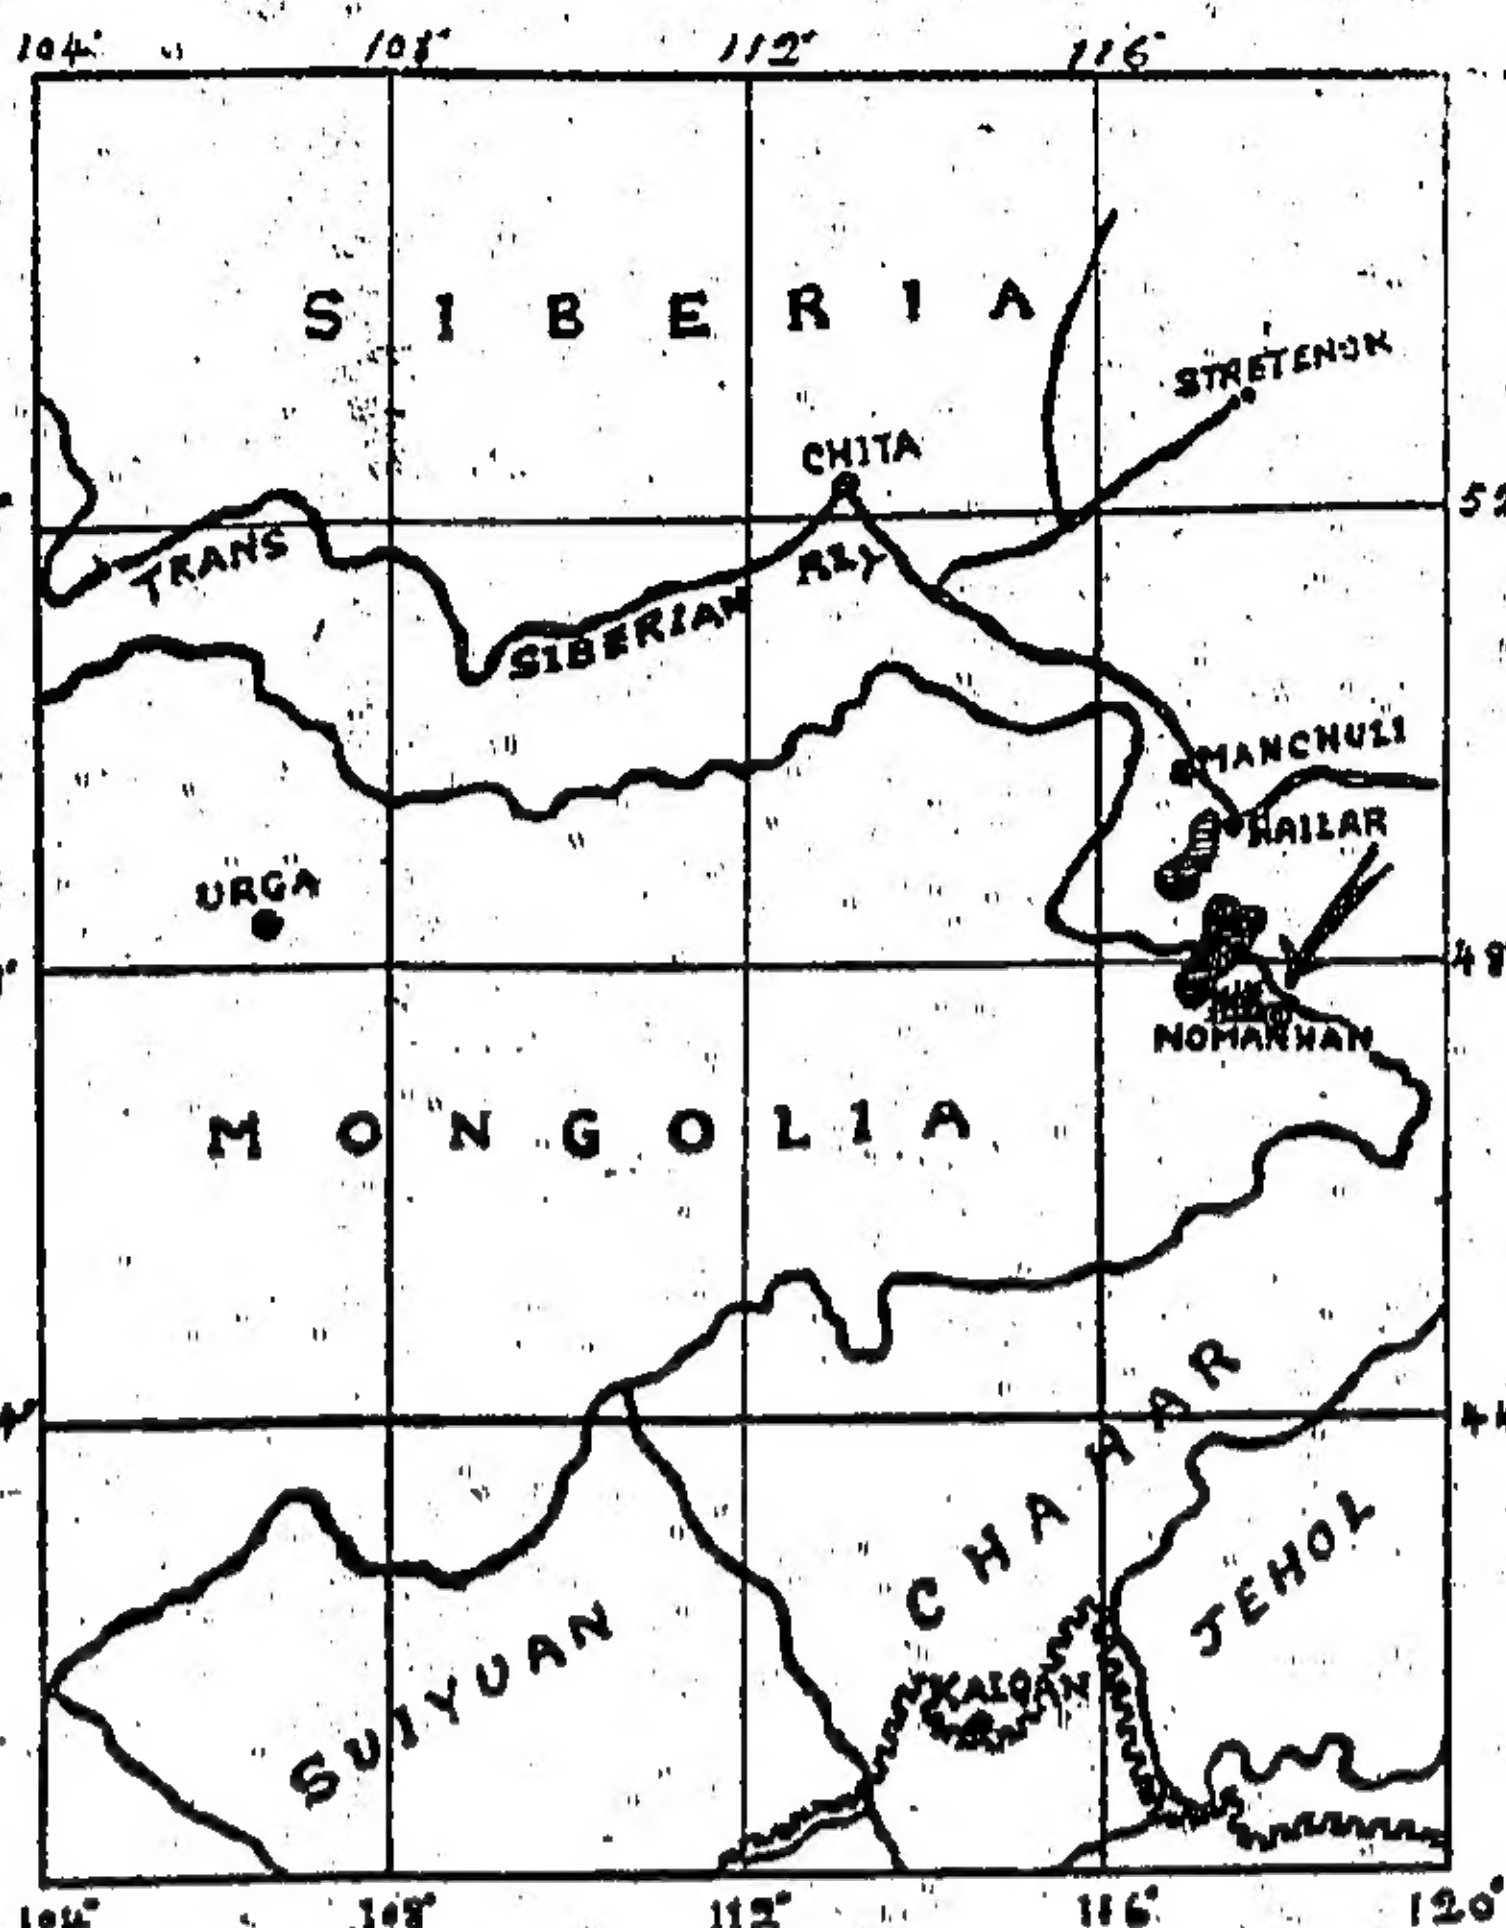 104° 108° 112° 116°
SIBERIA
STRETENSK
CHITA
52
TRANS
SIBERIAN
RLY
MANCHULI
HAILAR
URGA
48°
NOMANHAN
MONGOLIA
44
CHAHAR
JEHOL
SUIYUAN
KALGAN
104° 108° 112° 116° 120°